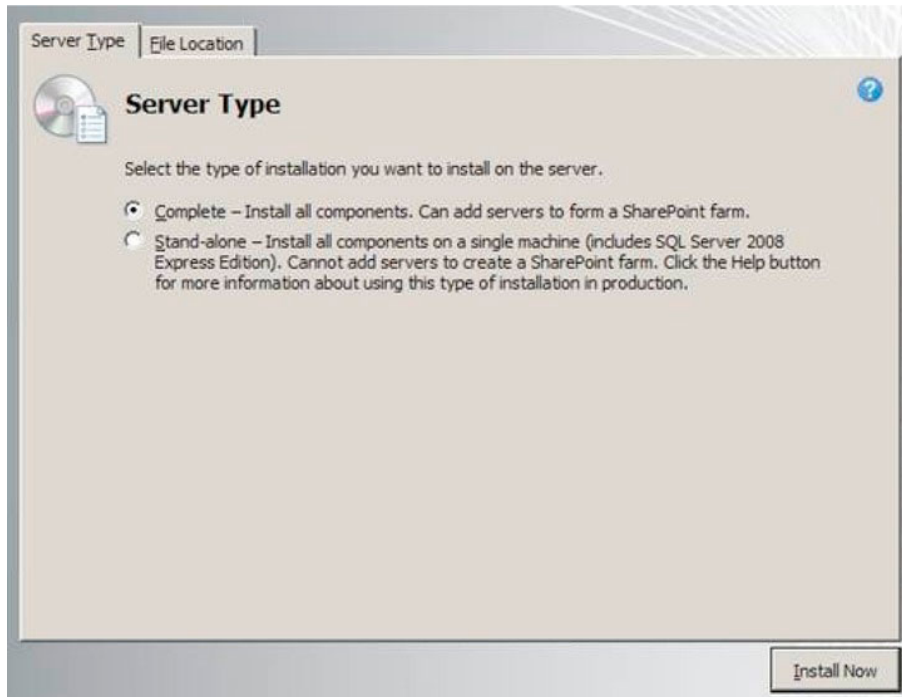 Server Type File Location
Server Type
Select the type of installation you want to install on the server.
Complete – Install all components. Can add servers to form a SharePoint farm.
Stand-alone – Install all components on a single machine (includes SQL Server 2008
Express Edition). Cannot add servers to create a SharePoint farm. Click the Help button
for more information about using this type of installation in production.
Install Now